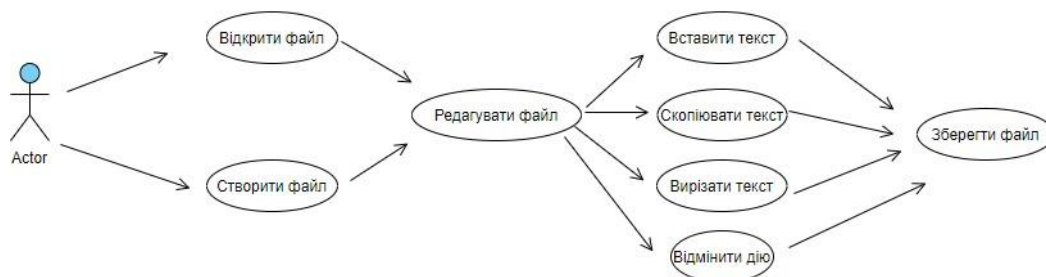 Відкрити файл
Вставити текст
Редагувати файл
Скопіювати текст
Зберегти файл
Actor
Створити файл
Вирізати текст
Відмінити дію